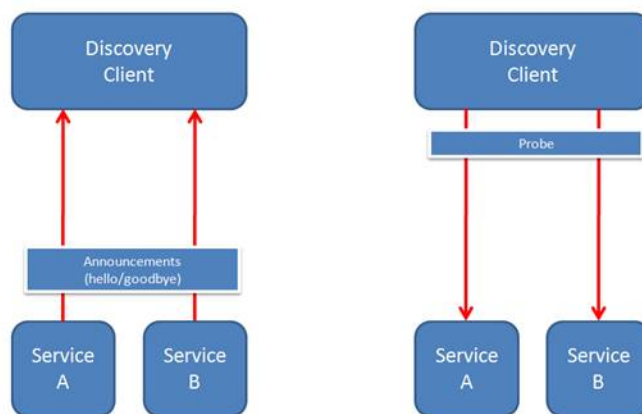 Discovery
Client
Announcements
(hello/goodbye)
Service
A
Service
B
Discovery
Client
Probe
Service
A
Service
B